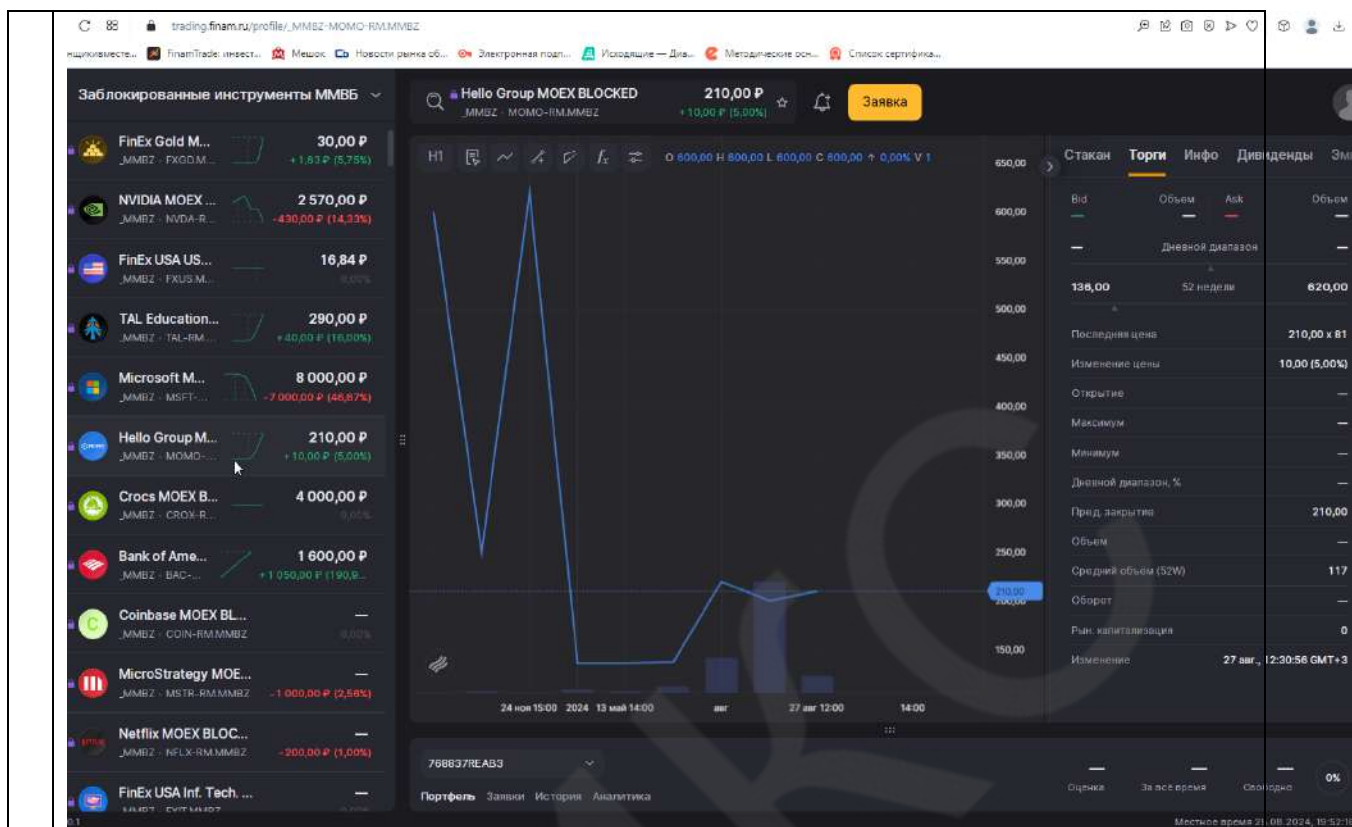 trading.finam.ru/profile/_MMBZ-MOMO-RM.MMBZ
нщикивместе... FinamTrade: инвест... Мешок Новости рынка об... Электронная подп... Исходящие — Диа... Методические осн... Список сертифика...
Заблокированные инструменты ММВБ
Hello Group MOEX BLOCKED 210,00 ₽
_MMBZ · MOMO-RM.MMBZ +10,00 ₽ (5,00%)
Заявка
FinEx Gold M... 30,00 ₽
_MMBZ · FXGD.M... +1,63 ₽ (5,75%)
NVIDIA MOEX ... 2 570,00 ₽
_MMBZ · NVDA-R... -430,00 ₽ (14,33%)
FinEx USA US... 16,84 ₽
_MMBZ · FXUS.M... 0,00%
TAL Education... 290,00 ₽
_MMBZ · TAL-RM... +40,00 ₽ (16,00%)
Microsoft M... 8 000,00 ₽
_MMBZ · MSFT-... -7 000,00 ₽ (46,67%)
Hello Group M... 210,00 ₽
_MMBZ · MOMO-... +10,00 ₽ (5,00%)
Crocs MOEX B... 4 000,00 ₽
_MMBZ · CROX-R... 0,00%
Bank of Ame... 1 600,00 ₽
_MMBZ · BAC-... +1 050,00 ₽ (190,9...
Coinbase MOEX BL... —
_MMBZ · COIN-RM.MMBZ 0,00%
MicroStrategy MOE... —
_MMBZ · MSTR-RM.MMBZ -1 000,00 ₽ (2,56%)
Netflix MOEX BLOC... —
_MMBZ · NFLX-RM.MMBZ -200,00 ₽ (1,00%)
FinEx USA Inf. Tech. ... —
H1 O 600,00 H 600,00 L 600,00 C 600,00 0,00% V 1
650,00
600,00
550,00
500,00
450,00
400,00
350,00
300,00
250,00
210,00
200,00
150,00
24 ноя 15:00 2024 13 май 14:00 авг 27 авг 12:00 14:00
Стакан Торги Инфо Дивиденды Эм
Bid Объем Ask Объем
— — — —
— Дневной диапазон —
136,00 52 недели 620,00
Последняя цена 210,00 x 81
Изменение цены 10,00 (5,00%)
Открытие —
Максимум —
Минимум —
Дневной диапазон, % —
Пред. закрытие 210,00
Объем —
Средний объем (52W) 117
Оборот —
Рын. капитализация 0
Изменение 27 авг., 12:30:56 GMT+3
768837REAB3
Портфель Заявки История Аналитика
— — — 0%
Оценка За все время Свободно
Местное время